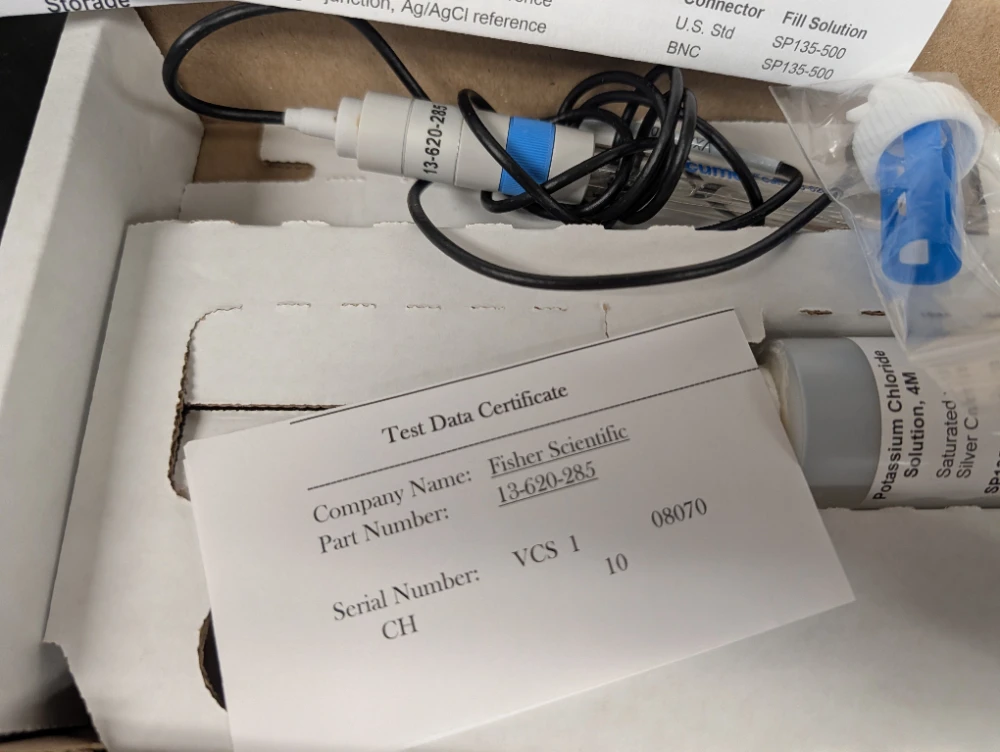 Storage
Ag/AgCl reference
Connector Fill Solution
U.S. Std SP135-500
BNC SP135-500
13-620-285
Potassium Chloride
Solution, 4M
Saturated
Silver
Test Data Certificate
Company Name: Fisher Scientific
Part Number: 13-620-285
08070
Serial Number: VCS 1
10
CH